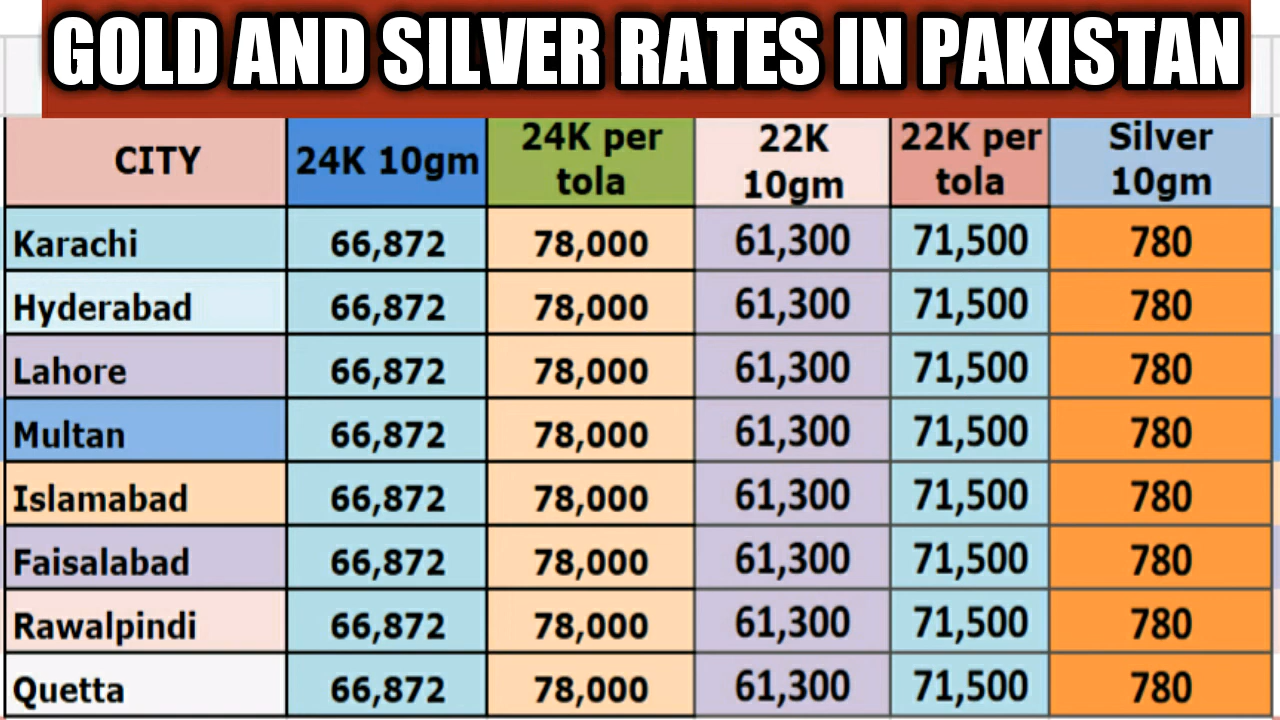 GOLD AND SILVER RATES IN PAKISTAN
CITY 24K 10gm 24K per tola 22K 10gm 22K per tola Silver 10gm
Karachi 66,872 78,000 61,300 71,500 780
Hyderabad 66,872 78,000 61,300 71,500 780
Lahore 66,872 78,000 61,300 71,500 780
Multan 66,872 78,000 61,300 71,500 780
Islamabad 66,872 78,000 61,300 71,500 780
Faisalabad 66,872 78,000 61,300 71,500 780
Rawalpindi 66,872 78,000 61,300 71,500 780
Quetta 66,872 78,000 61,300 71,500 780